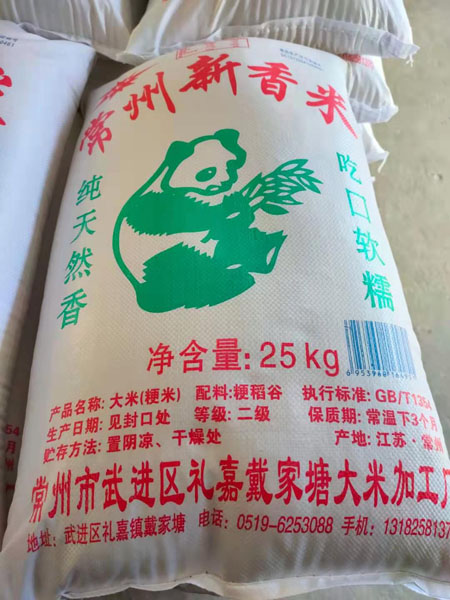 常州新香米
纯天然香
吃口软糯
净含量:25kg
产品名称:大米(粳米) 配料:粳稻谷 执行标准:GB/T1354
生产日期:见封口处 等级:二级 保质期:常温下3个月
贮存方法:置阴凉、干燥处 产地:江苏·常州
常州市武进区礼嘉戴家塘大米加工厂
地址:武进区礼嘉镇戴家塘 电话:0519-6253088 手机:1318258137